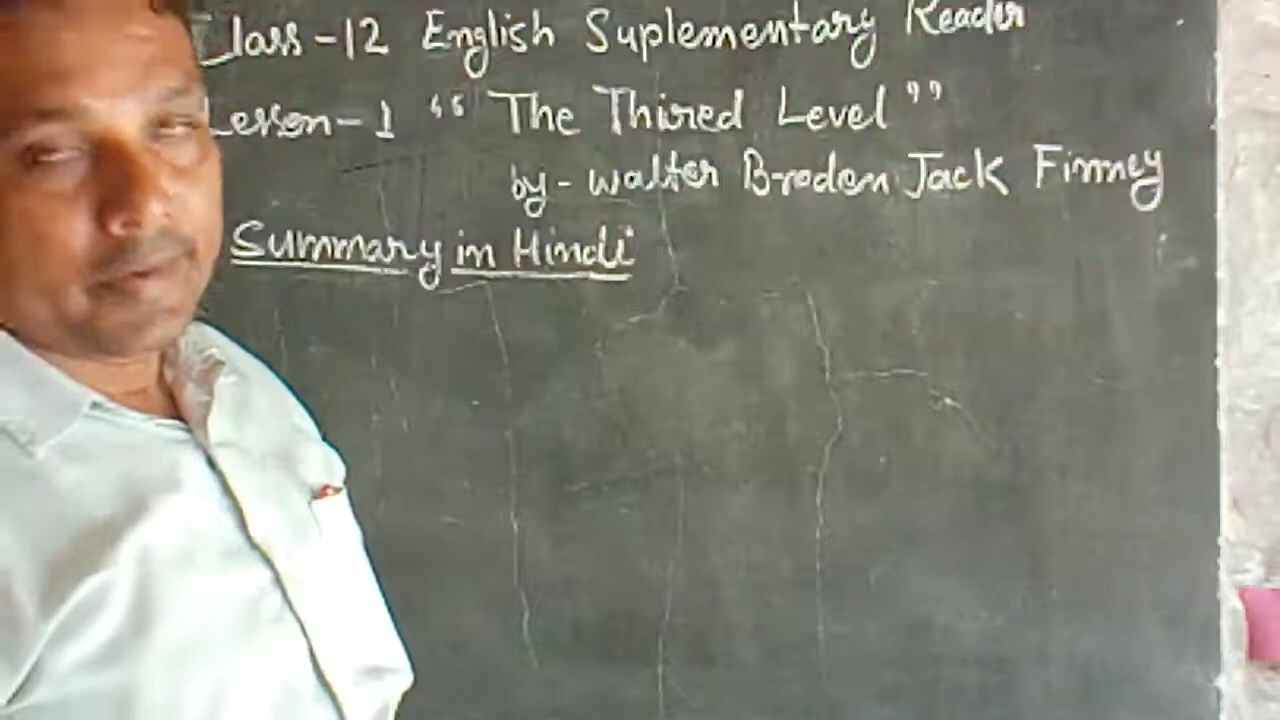 Class-12 English Suplementary Reader
Lesson-1 "The Thired Level"
by- Walter Broden Jack Finney
Summary in Hindi